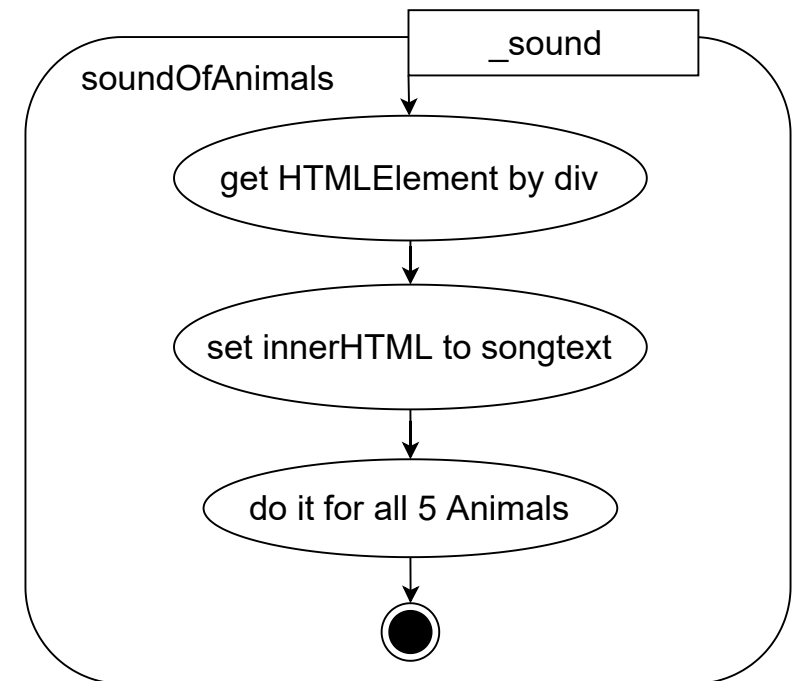 _sound
soundOfAnimals
get HTMLElement by div
set innerHTML to songtext
do it for all 5 Animals